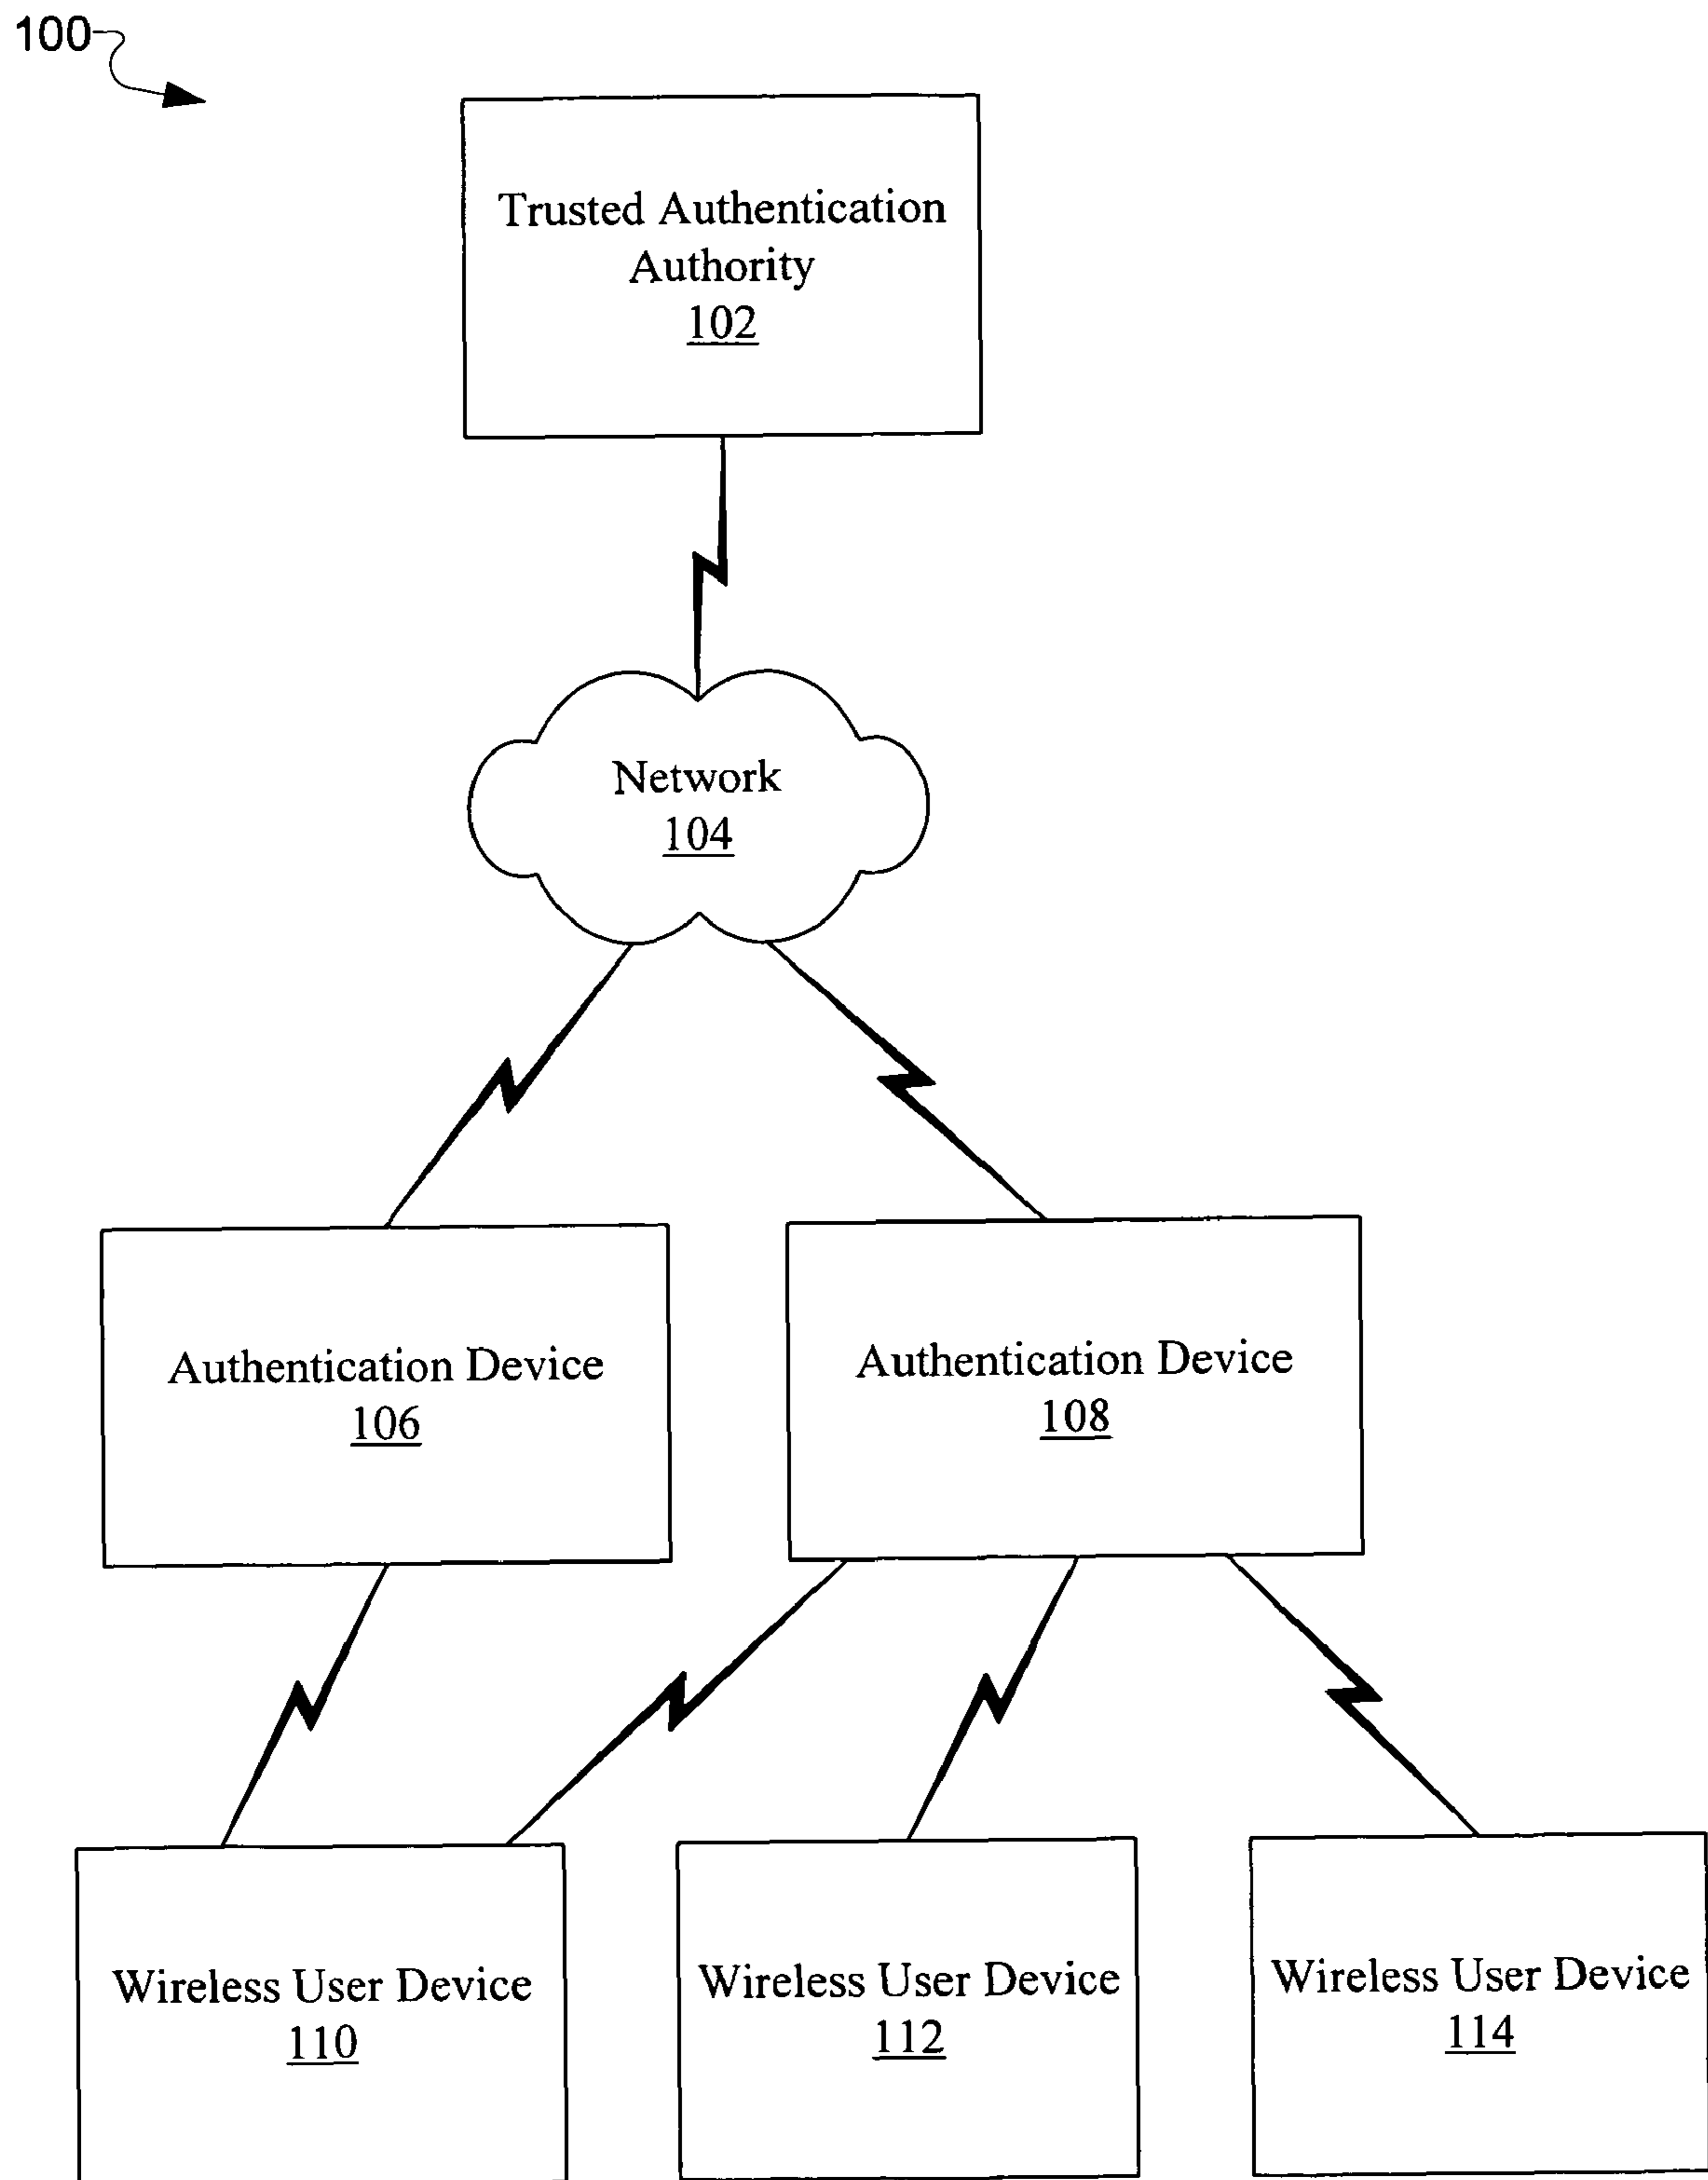 100
Trusted Authentication
Authority
102
Network
104
Authentication Device
106
Authentication Device
108
Wireless User Device
110
Wireless User Device
112
Wireless User Device
114